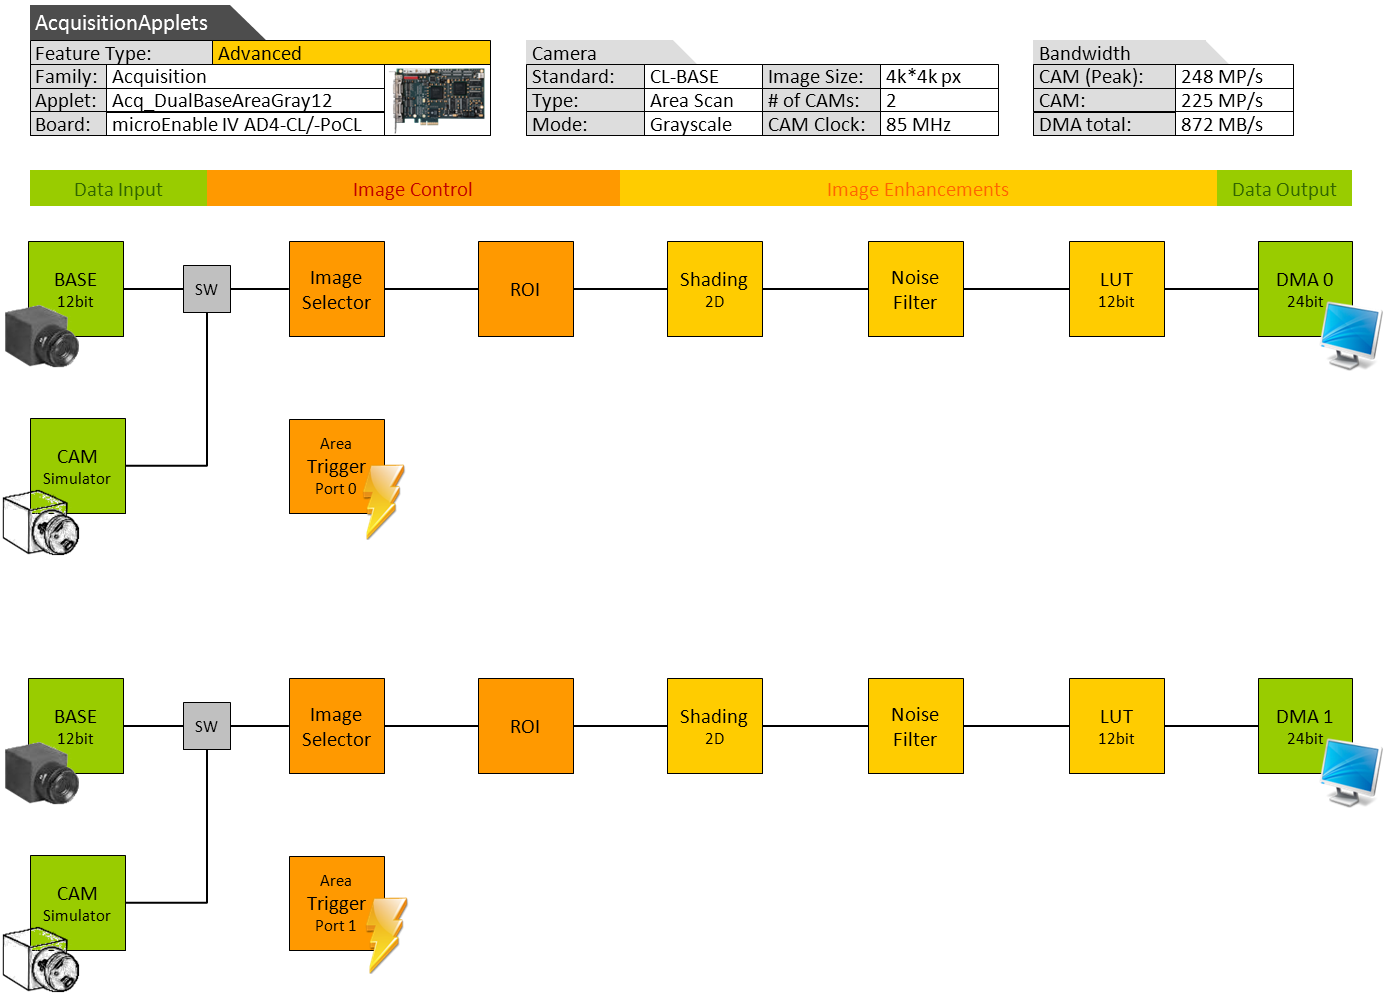 AcquisitionApplets
Feature Type: Advanced
Family: Acquisition
Applet: Acq_DualBaseAreaGray12
Board: microEnable IV AD4-CL/-PoCL
Camera
Standard: CL-BASE Image Size: 4k*4k px
Type: Area Scan # of CAMs: 2
Mode: Grayscale CAM Clock: 85 MHz
Bandwidth
CAM (Peak): 248 MP/s
CAM: 225 MP/s
DMA total: 872 MB/s
Data Input Image Control Image Enhancements Data Output
BASE
12bit
SW
Image
Selector
ROI
Shading
2D
Noise
Filter
LUT
12bit
DMA 0
24bit
CAM
Simulator
Area
Trigger
Port 0
BASE
12bit
SW
Image
Selector
ROI
Shading
2D
Noise
Filter
LUT
12bit
DMA 1
24bit
CAM
Simulator
Area
Trigger
Port 1